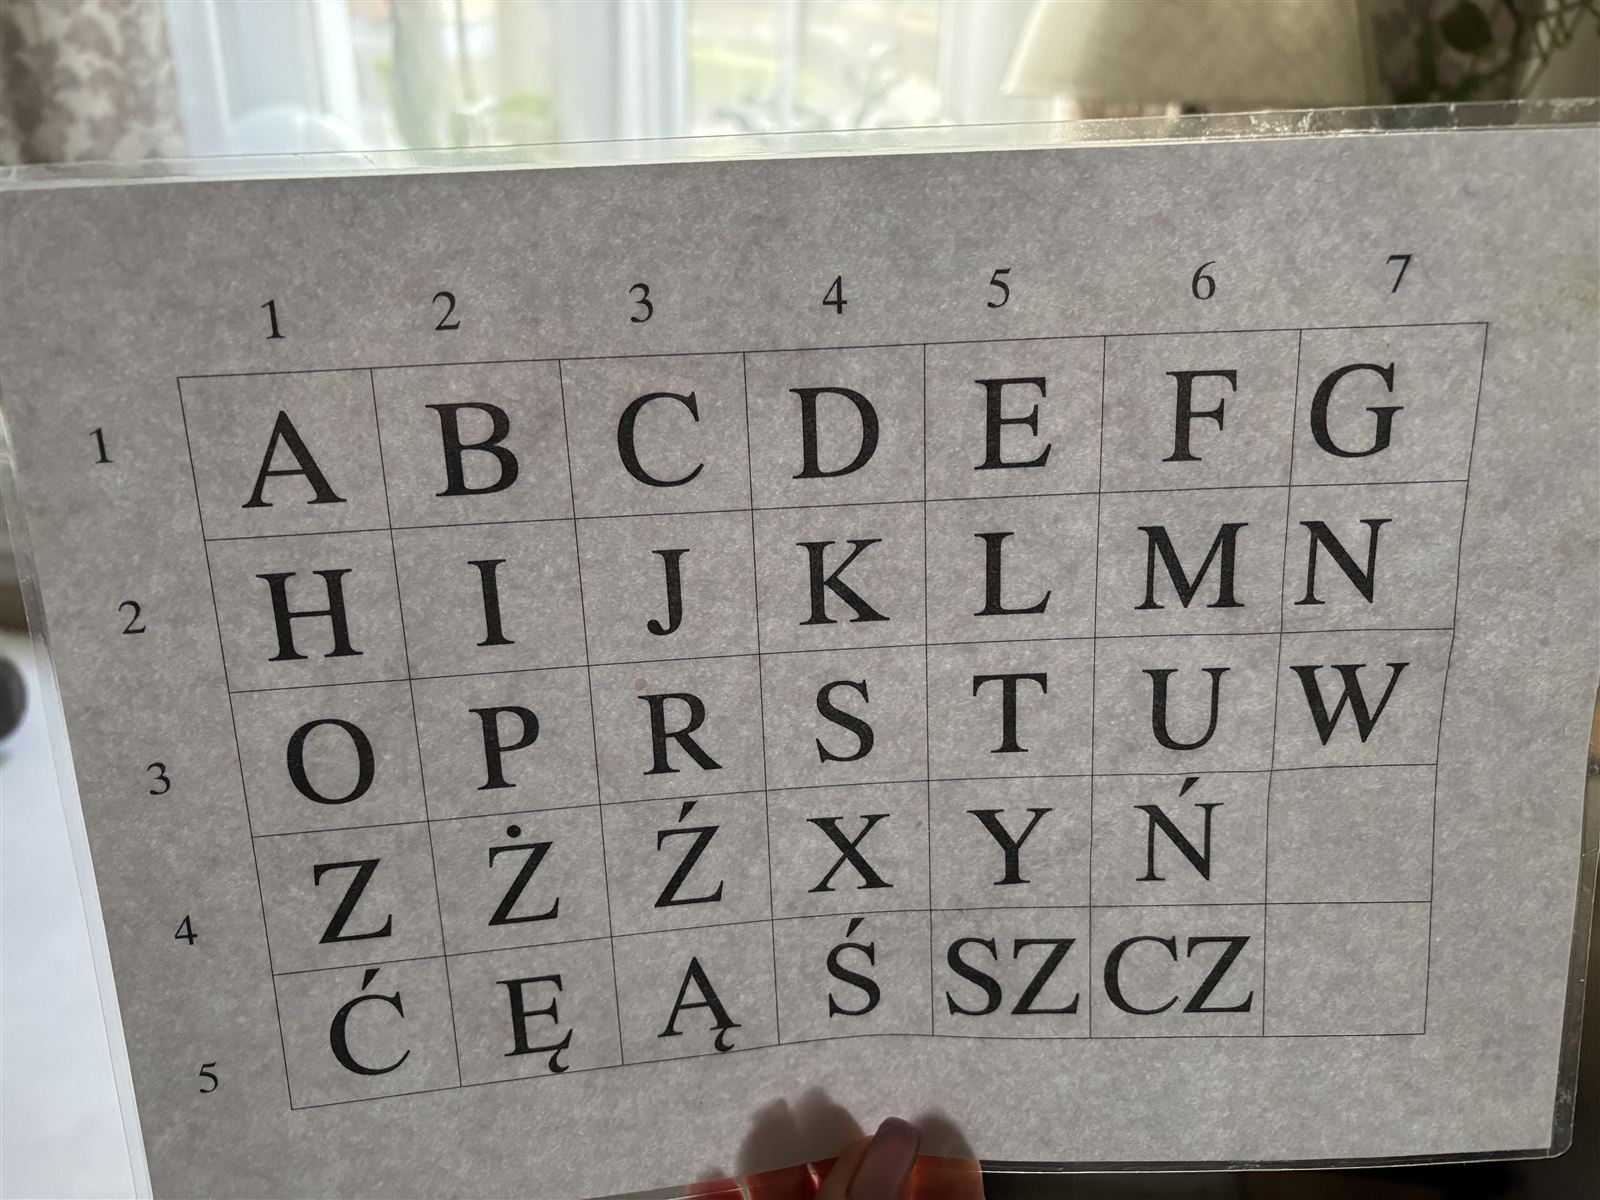 1 2 3 4 5 6 7
1 A B C D E F G
2 H I J K L M N
3 O P R S T U W
4 Z Ż Ź X Y Ń
5 Ć Ę Ą Ś SZ CZ